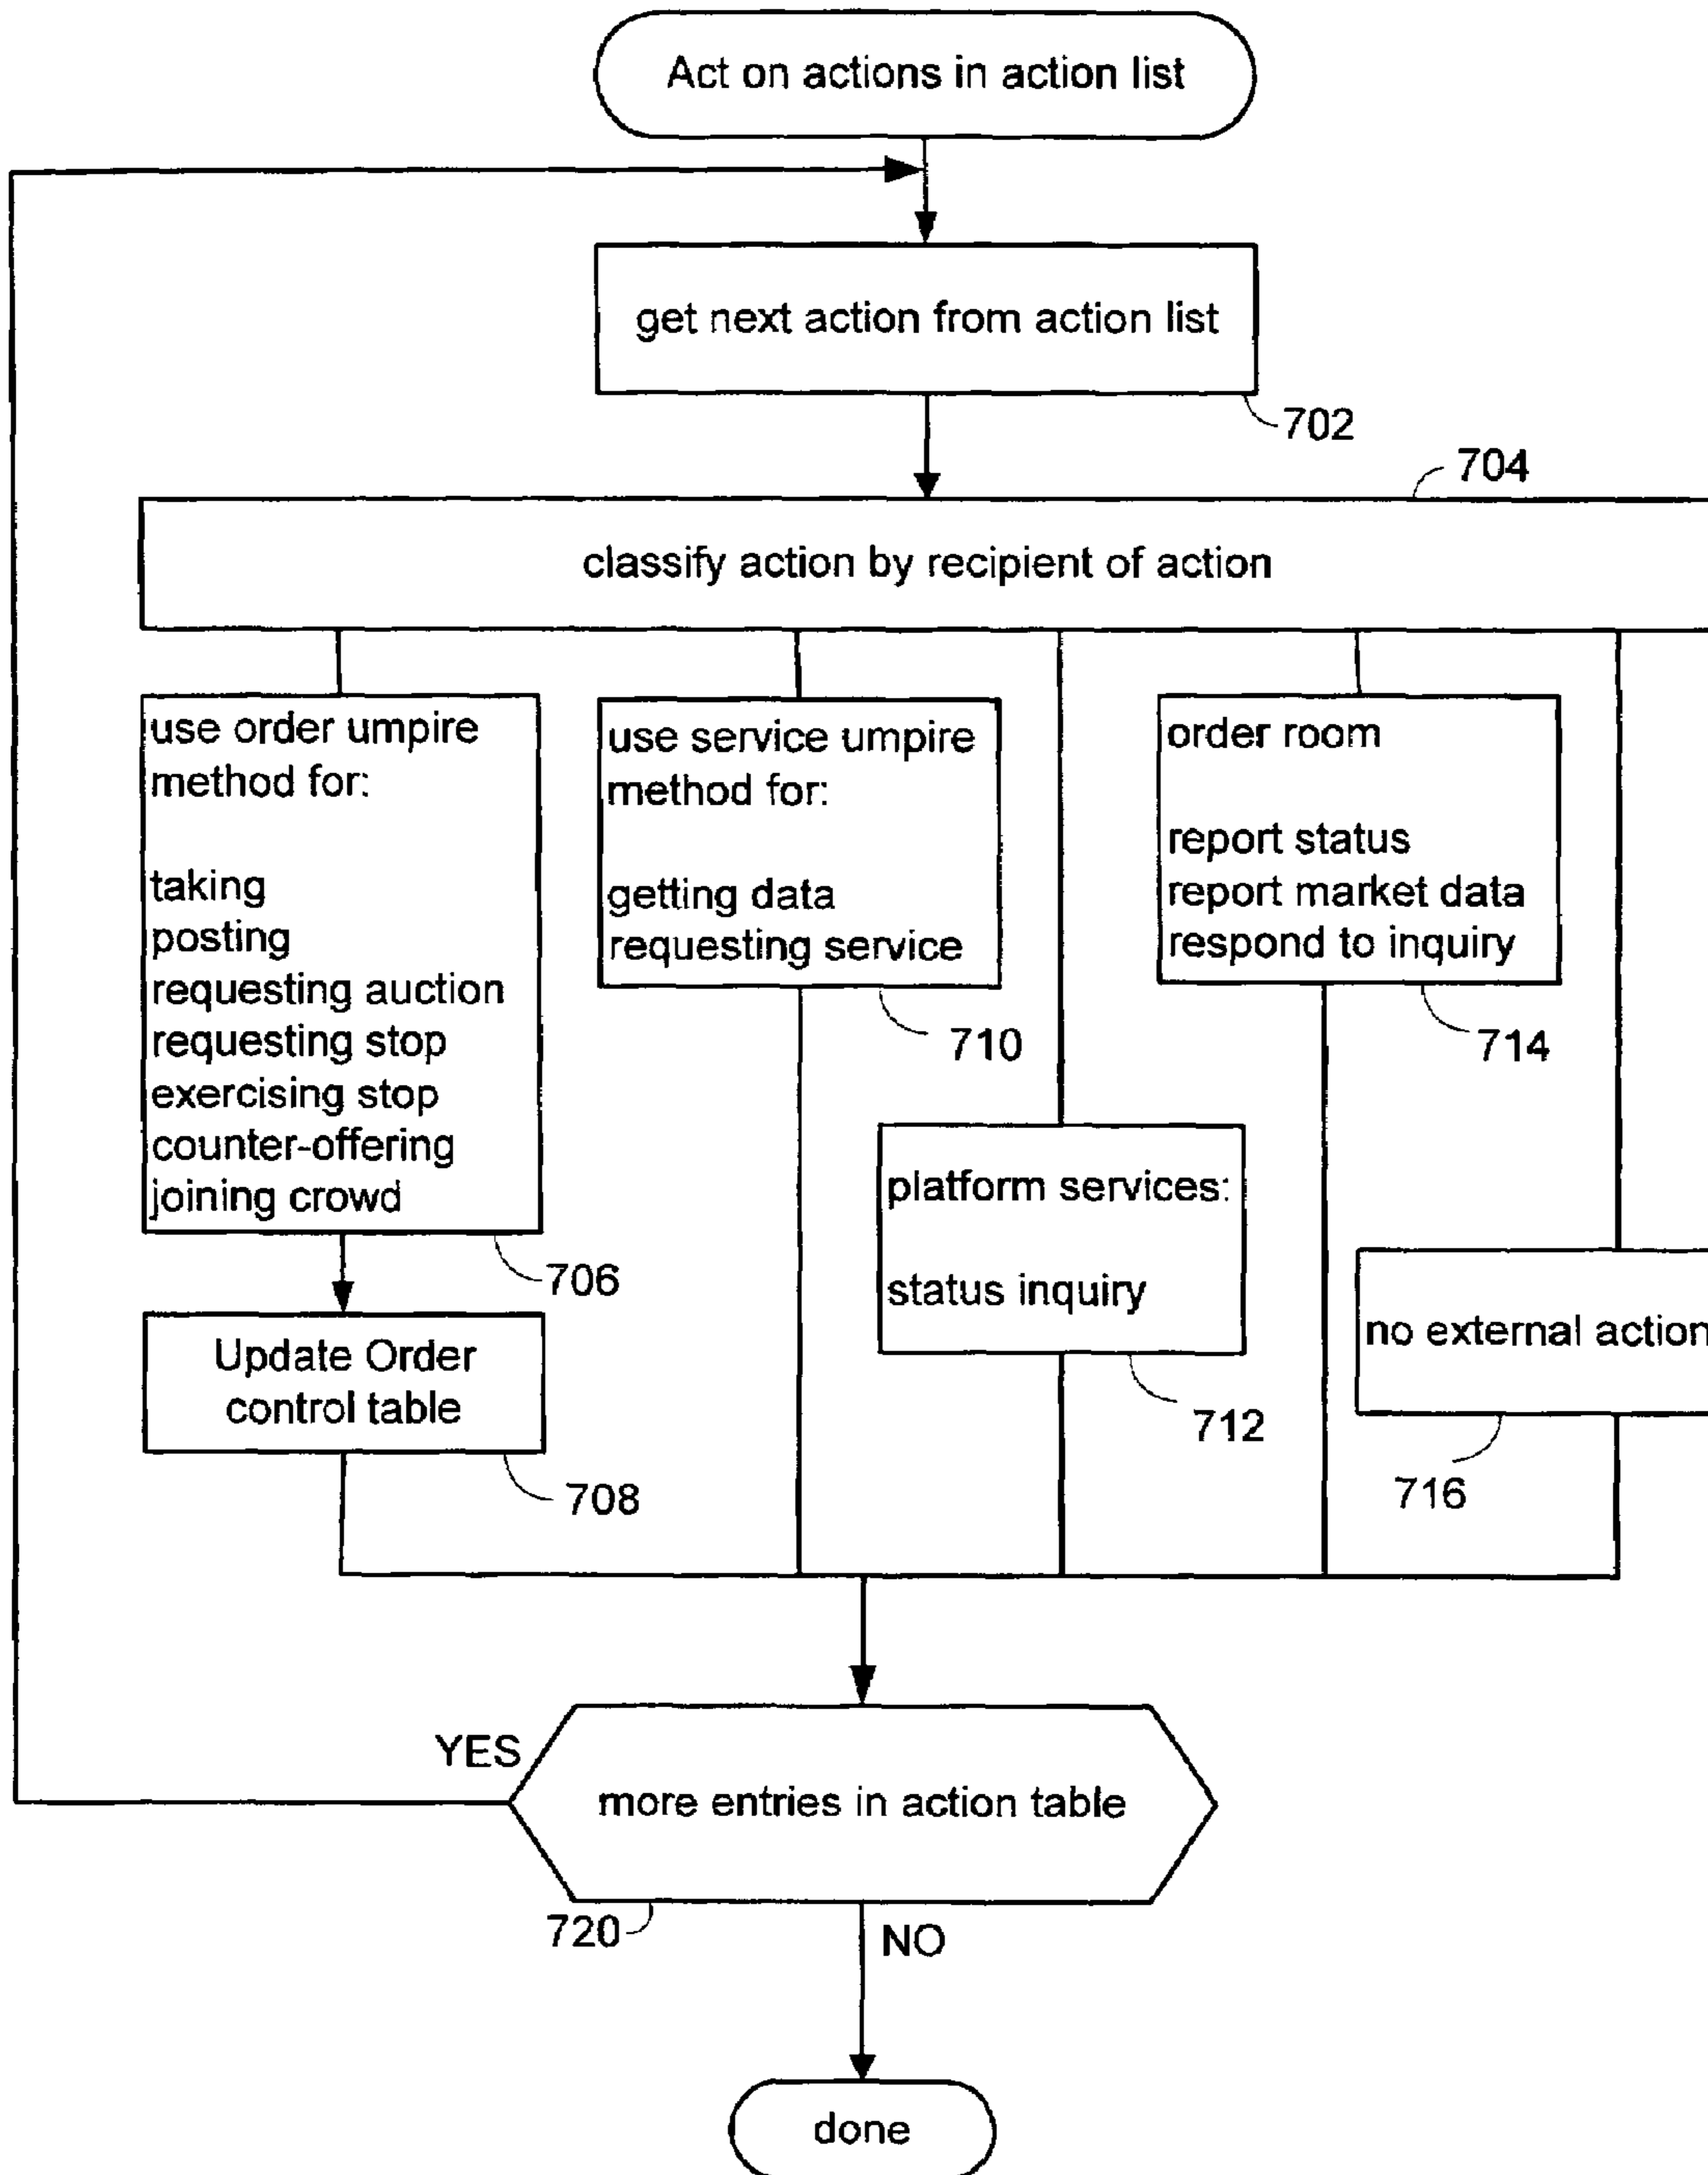 Act on actions in action list
get next action from action list
702
704
classify action by recipient of action
use order umpire
method for:
taking
posting
requesting auction
requesting stop
exercising stop
counter-offering
joining crowd
706
Update Order
control table
708
use service umpire
method for:
getting data
requesting service
710
platform services:
status inquiry
712
order room
report status
report market data
respond to inquiry
714
no external action
716
YES
more entries in action table
720
NO
done